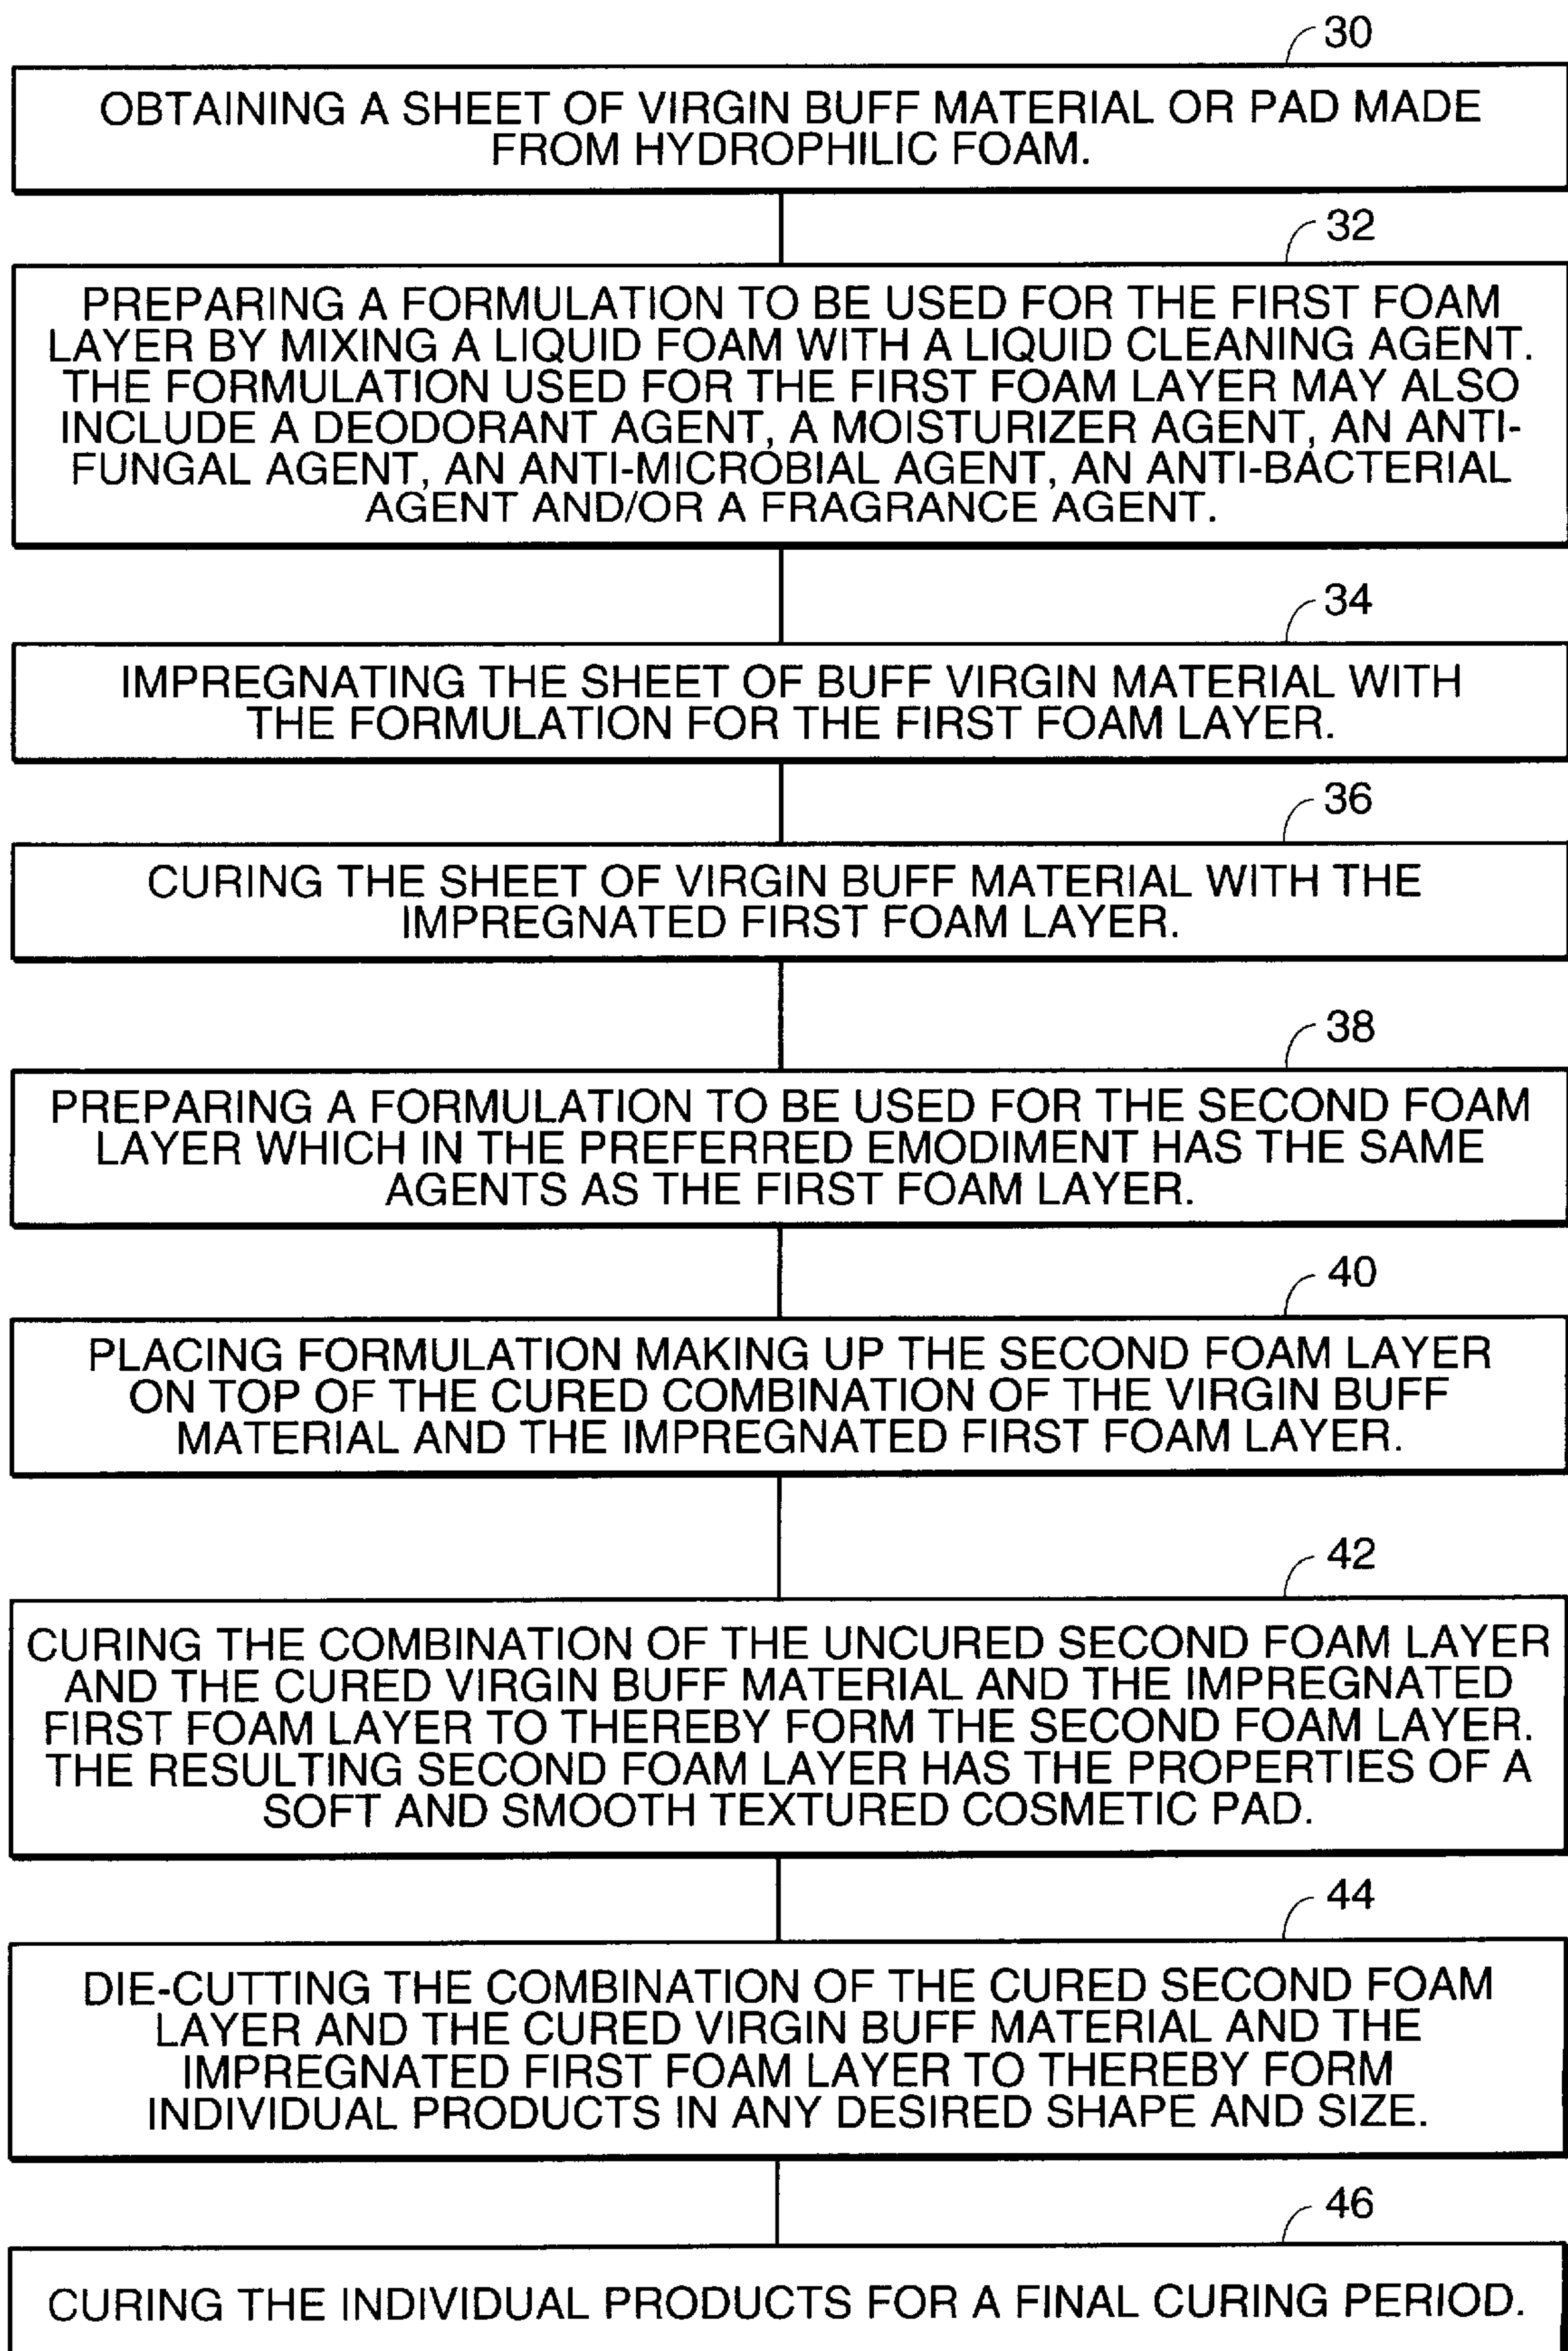 30
OBTAINING A SHEET OF VIRGIN BUFF MATERIAL OR PAD MADE
FROM HYDROPHILIC FOAM.
32
PREPARING A FORMULATION TO BE USED FOR THE FIRST FOAM
LAYER BY MIXING A LIQUID FOAM WITH A LIQUID CLEANING AGENT.
THE FORMULATION USED FOR THE FIRST FOAM LAYER MAY ALSO
INCLUDE A DEODORANT AGENT, A MOISTURIZER AGENT, AN ANTI-
FUNGAL AGENT, AN ANTI-MICROBIAL AGENT, AN ANTI-BACTERIAL
AGENT AND/OR A FRAGRANCE AGENT.
34
IMPREGNATING THE SHEET OF BUFF VIRGIN MATERIAL WITH
THE FORMULATION FOR THE FIRST FOAM LAYER.
36
CURING THE SHEET OF VIRGIN BUFF MATERIAL WITH THE
IMPREGNATED FIRST FOAM LAYER.
38
PREPARING A FORMULATION TO BE USED FOR THE SECOND FOAM
LAYER WHICH IN THE PREFERRED EMODIMENT HAS THE SAME
AGENTS AS THE FIRST FOAM LAYER.
40
PLACING FORMULATION MAKING UP THE SECOND FOAM LAYER
ON TOP OF THE CURED COMBINATION OF THE VIRGIN BUFF
MATERIAL AND THE IMPREGNATED FIRST FOAM LAYER.
42
CURING THE COMBINATION OF THE UNCURED SECOND FOAM LAYER
AND THE CURED VIRGIN BUFF MATERIAL AND THE IMPREGNATED
FIRST FOAM LAYER TO THEREBY FORM THE SECOND FOAM LAYER.
THE RESULTING SECOND FOAM LAYER HAS THE PROPERTIES OF A
SOFT AND SMOOTH TEXTURED COSMETIC PAD.
44
DIE-CUTTING THE COMBINATION OF THE CURED SECOND FOAM
LAYER AND THE CURED VIRGIN BUFF MATERIAL AND THE
IMPREGNATED FIRST FOAM LAYER TO THEREBY FORM
INDIVIDUAL PRODUCTS IN ANY DESIRED SHAPE AND SIZE.
46
CURING THE INDIVIDUAL PRODUCTS FOR A FINAL CURING PERIOD.